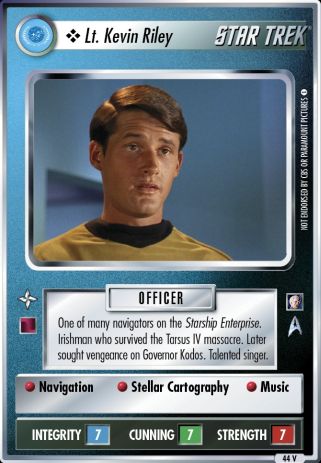 ❖ Lt. Kevin Riley
STAR TREK
NOT ENDORSED BY CBS OR PARAMOUNT PICTURES
OFFICER
One of many navigators on the Starship Enterprise.
Irishman who survived the Tarsus IV massacre. Later
sought vengeance on Governor Kodos. Talented singer.
Navigation Stellar Cartography Music
INTEGRITY 7 CUNNING 7 STRENGTH 7
44 V